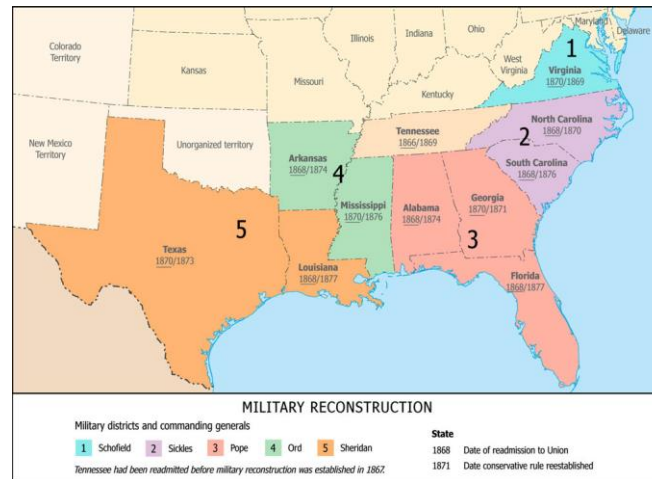 Colorado
Territory
Kansas
Missouri
Illinois
Indiana
Ohio
West
Virginia
Maryland
Delaware
Kentucky
1
Virginia
1870/1869
New Mexico
Territory
Unorganized territory
Tennessee
1866/1869
North Carolina
1868/1870
2
South Carolina
1868/1876
Arkansas
1868/1874
4
Mississippi
1870/1876
Alabama
1868/1874
Georgia
1870/1871
3
5
Texas
1870/1873
Louisiana
1868/1877
Florida
1868/1877
MILITARY RECONSTRUCTION
Military districts and commanding generals
1 Schofield 2 Sickles 3 Pope 4 Ord 5 Sheridan
Tennessee had been readmitted before military reconstruction was established in 1867.
State
1868 Date of readmission to Union
1871 Date conservative rule reestablished